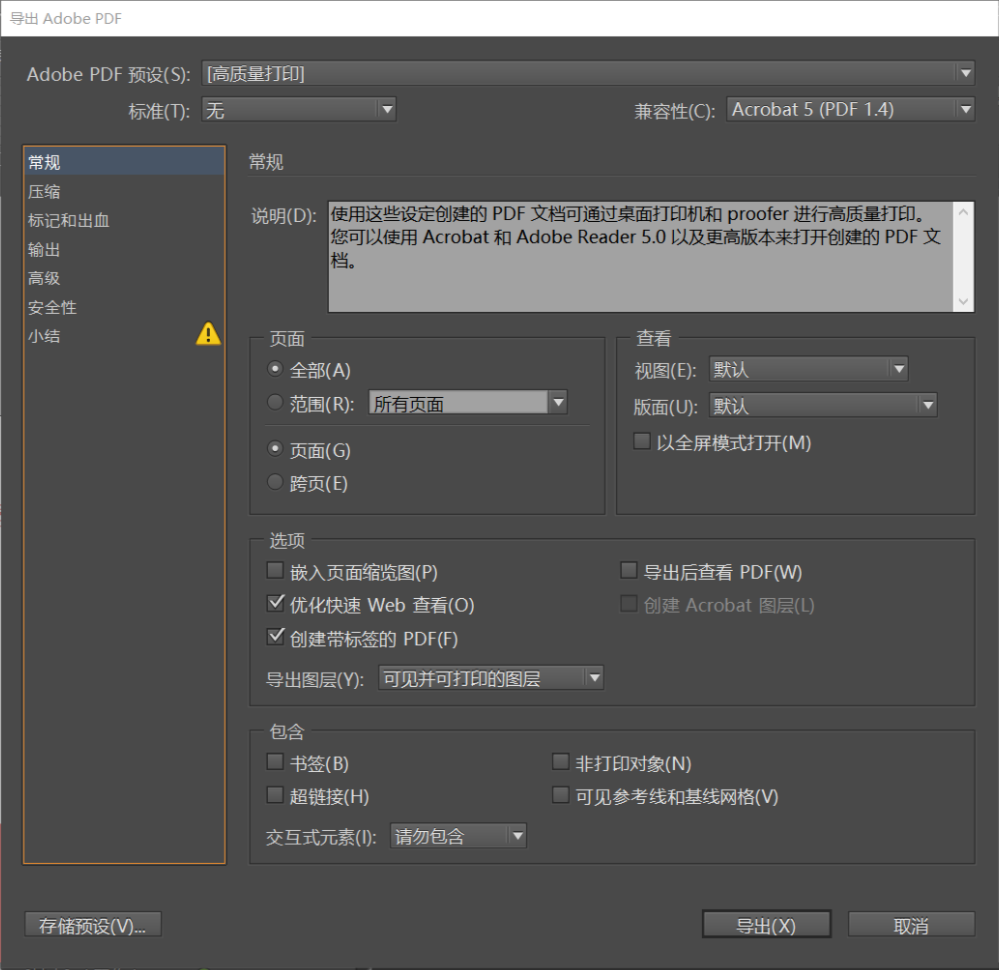 导出 Adobe PDF
Adobe PDF 预设(S): [高质量打印]
标准(T): 无 兼容性(C): Acrobat 5 (PDF 1.4)
常规
压缩
标记和出血
输出
高级
安全性
小结
常规
说明(D): 使用这些设定创建的 PDF 文档可通过桌面打印机和 proofer 进行高质量打印。
您可以使用 Acrobat 和 Adobe Reader 5.0 以及更高版本来打开创建的 PDF 文
档。
页面
全部(A)
范围(R): 所有页面
页面(G)
跨页(E)
查看
视图(E): 默认
版面(U): 默认
以全屏模式打开(M)
选项
嵌入页面缩览图(P) 导出后查看 PDF(W)
优化快速 Web 查看(O) 创建 Acrobat 图层(L)
创建带标签的 PDF(F)
导出图层(Y): 可见并可打印的图层
包含
书签(B) 非打印对象(N)
超链接(H) 可见参考线和基线网格(V)
交互式元素(I): 请勿包含
存储预设(V)... 导出(X) 取消